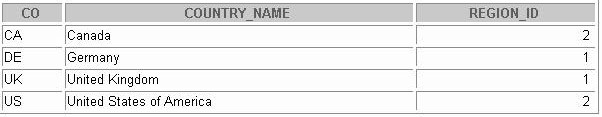 CO COUNTRY_NAME REGION_ID
CA Canada 2
DE Germany 1
UK United Kingdom 1
US United States of America 2